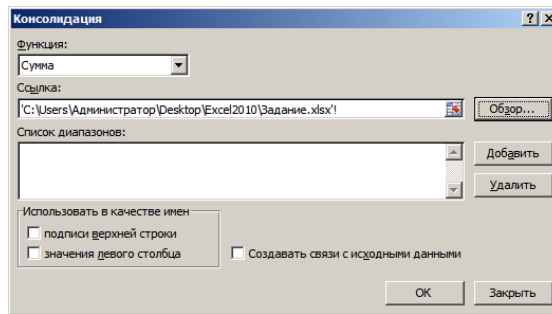 Консолидация
Функция:
Сумма
Ссылка:
'C:\Users\Администратор\Desktop\Excel2010\Задание.xlsx'!
Обзор...
Список диапазонов:
Добавить
Удалить
Использовать в качестве имен
подписи верхней строки
значения левого столбца
Создавать связи с исходными данными
ОК
Закрыть